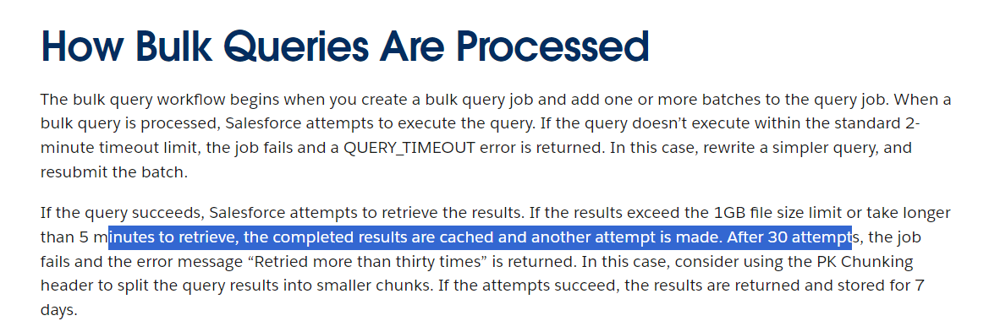 How Bulk Queries Are Processed
The bulk query workflow begins when you create a bulk query job and add one or more batches to the query job. When a
bulk query is processed, Salesforce attempts to execute the query. If the query doesn’t execute within the standard 2-
minute timeout limit, the job fails and a QUERY_TIMEOUT error is returned. In this case, rewrite a simpler query, and
resubmit the batch.
If the query succeeds, Salesforce attempts to retrieve the results. If the results exceed the 1GB file size limit or take longer
than 5 minutes to retrieve, the completed results are cached and another attempt is made. After 30 attempts, the job
fails and the error message “Retried more than thirty times” is returned. In this case, consider using the PK Chunking
header to split the query results into smaller chunks. If the attempts succeed, the results are returned and stored for 7
days.